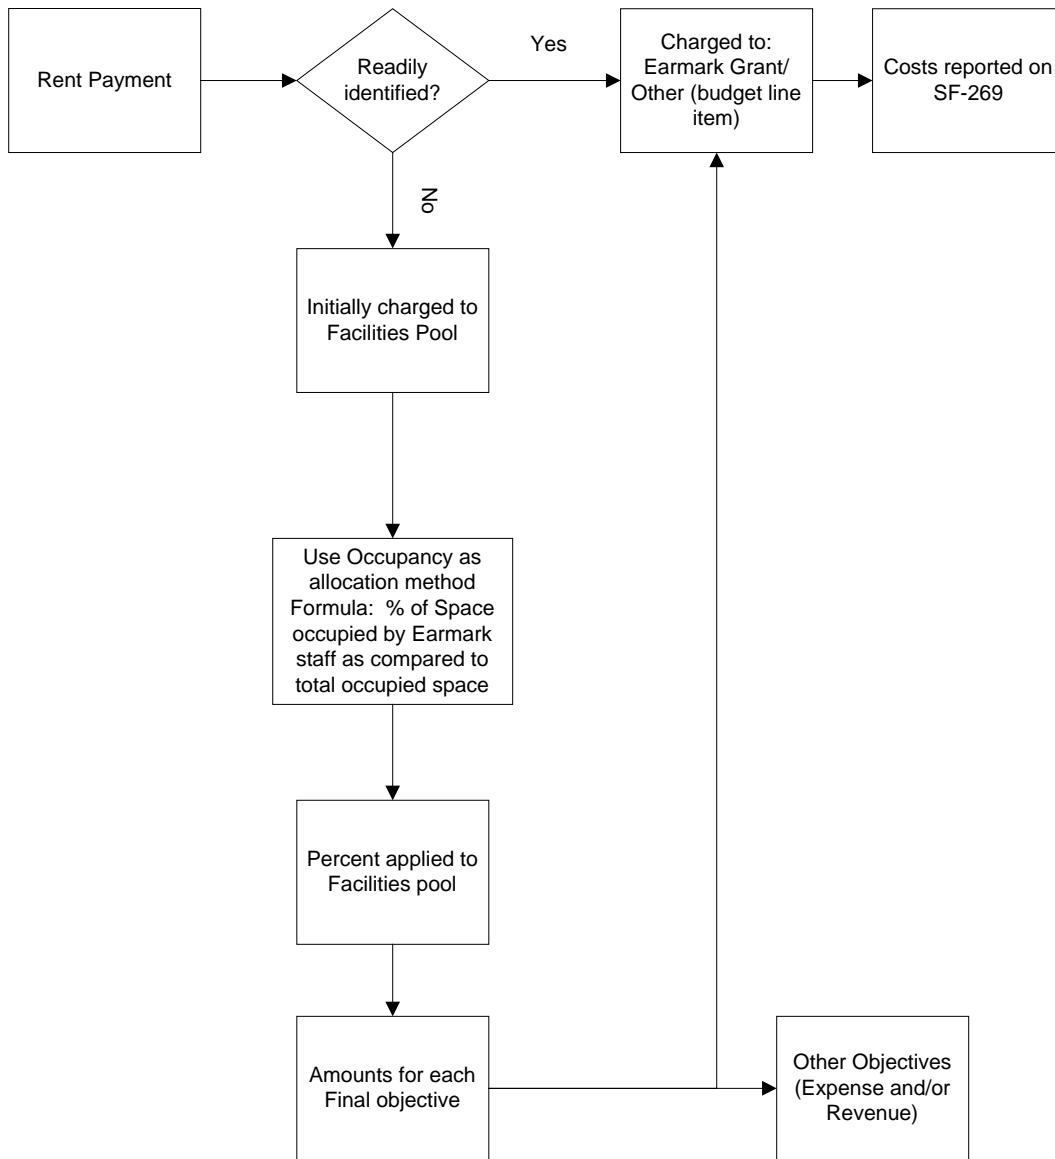 Rent Payment
Readily
identified?
Yes
Charged to:
Earmark Grant/
Other (budget line
item)
Costs reported on
SF-269
No
Initially charged to
Facilities Pool
Use Occupancy as
allocation method
Formula:  % of Space
occupied by Earmark
staff as compared to
total occupied space
Percent applied to
Facilities pool
Amounts for each
Final objective
Other Objectives
(Expense and/or
Revenue)